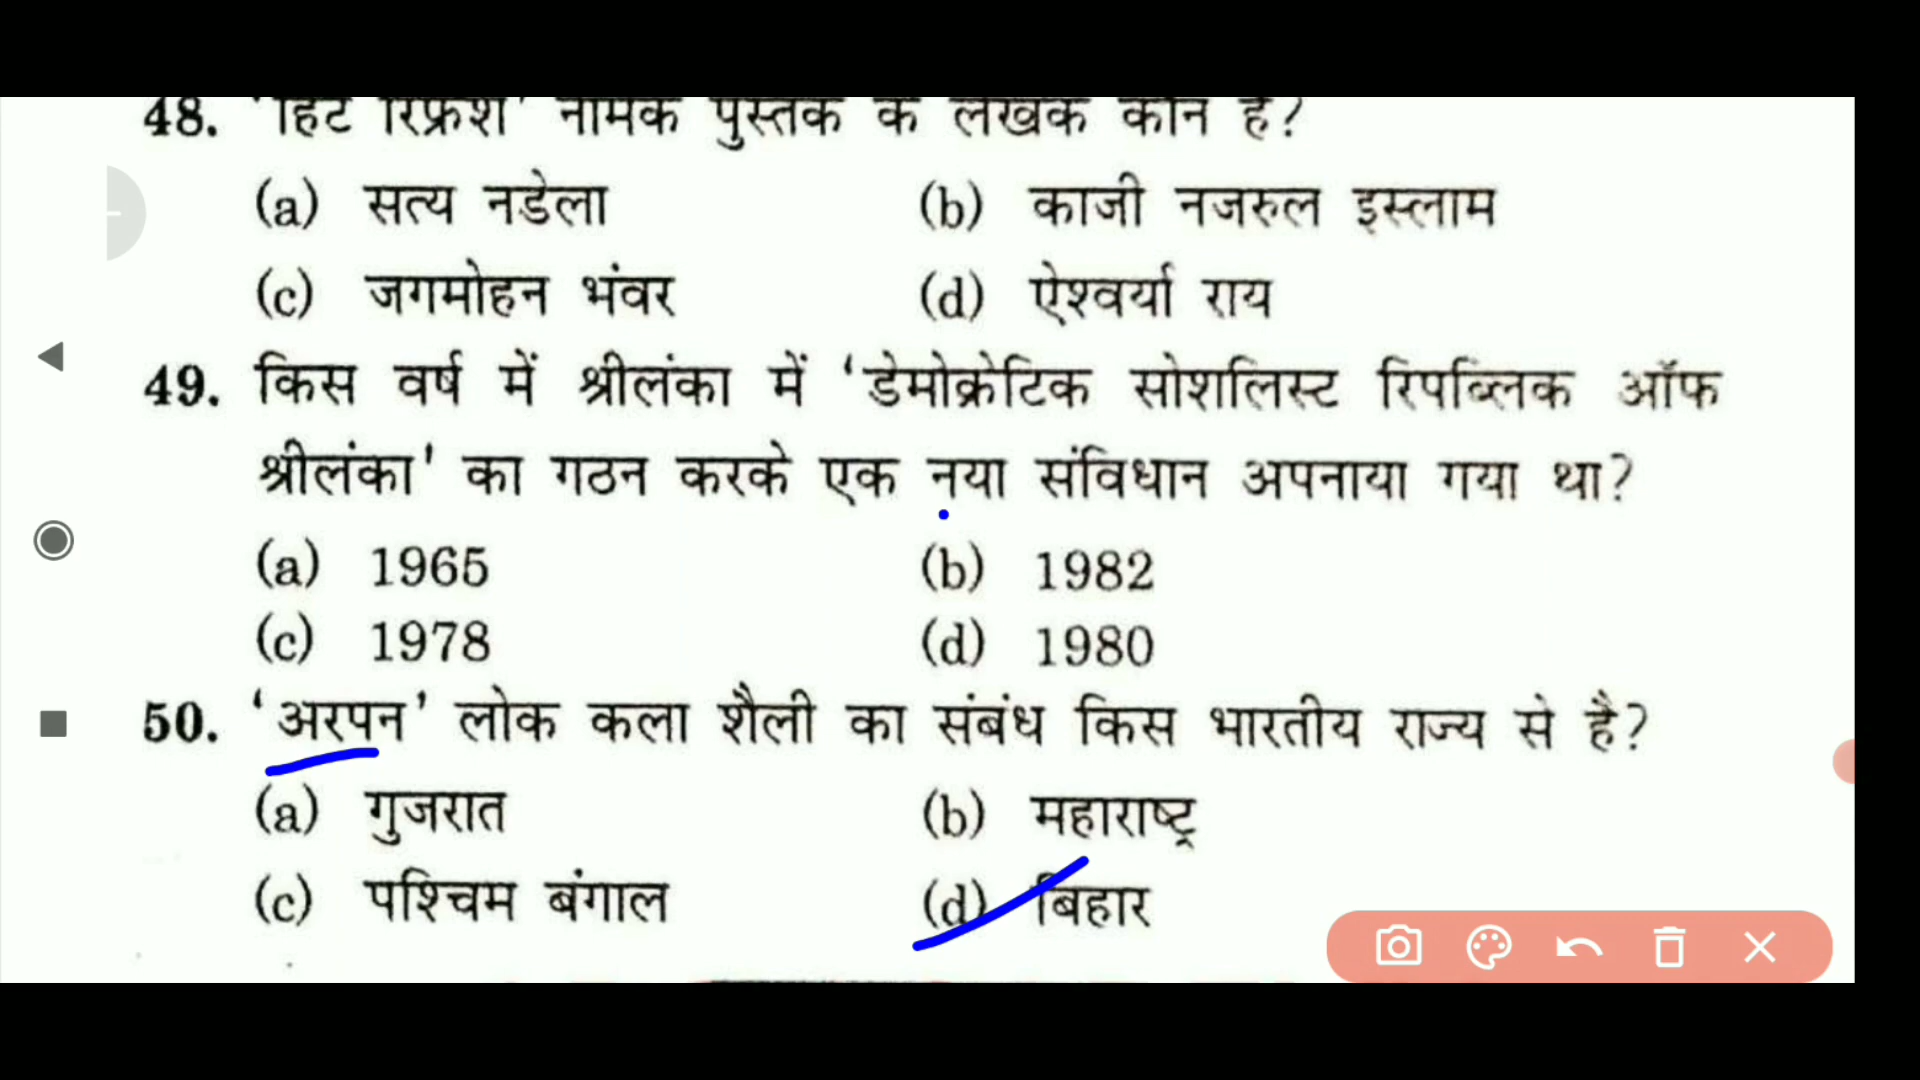 48. 'हिट रिफ्रेश' नामक पुस्तक के लेखक कौन हैं?
(a) सत्य नडेला (b) काजी नजरुल इस्लाम
(c) जगमोहन भंवर (d) ऐश्वर्या राय
49. किस वर्ष में श्रीलंका में 'डेमोक्रेटिक सोशलिस्ट रिपब्लिक ऑफ
श्रीलंका' का गठन करके एक नया संविधान अपनाया गया था?
(a) 1965 (b) 1982
(c) 1978 (d) 1980
50. 'अरपन' लोक कला शैली का संबंध किस भारतीय राज्य से है?
(a) गुजरात (b) महाराष्ट्र
(c) पश्चिम बंगाल (d) बिहार